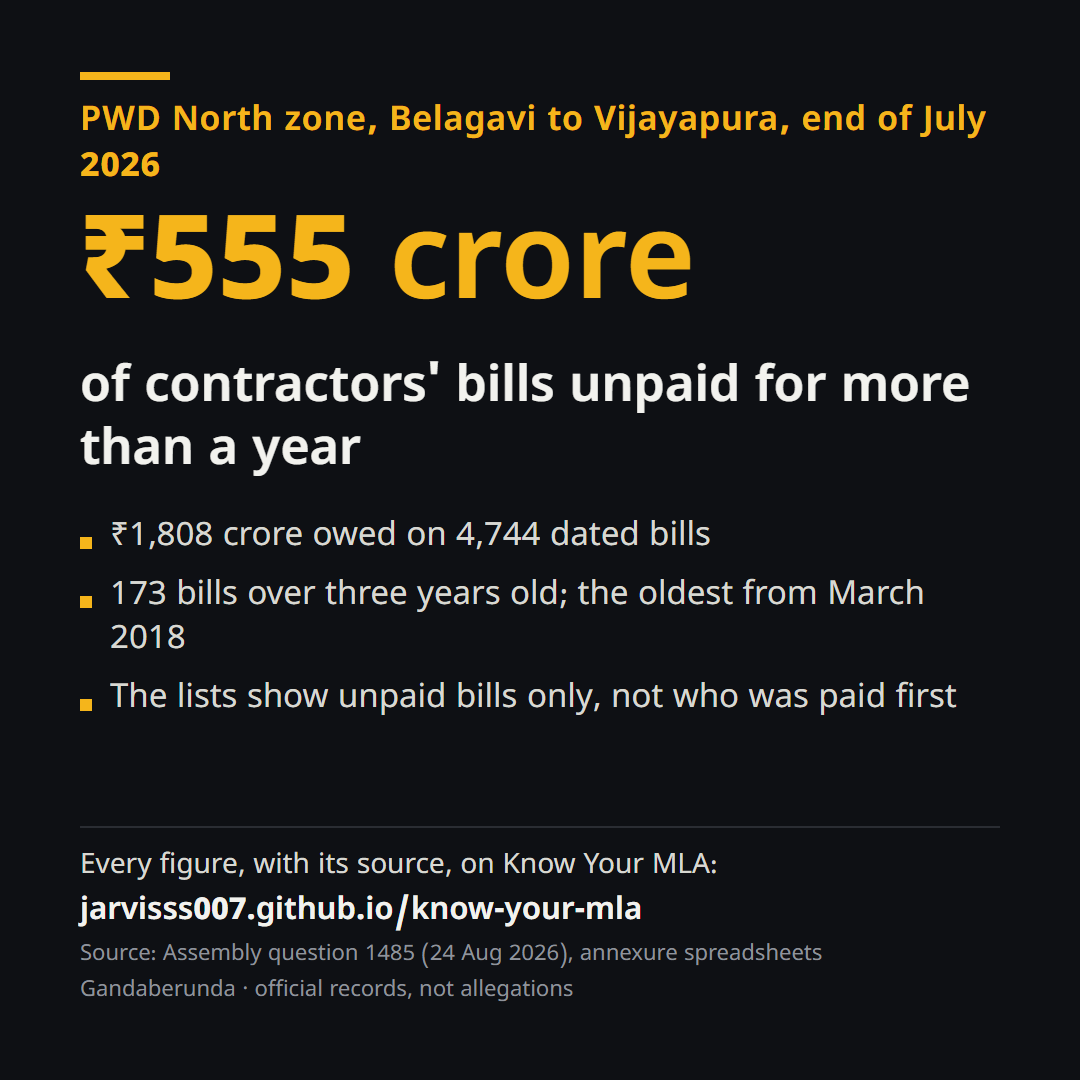 PWD North zone, Belagavi to Vijayapura, end of July
2026
₹555 crore
of contractors' bills unpaid for more
than a year
₹1,808 crore owed on 4,744 dated bills
173 bills over three years old; the oldest from March
2018
The lists show unpaid bills only, not who was paid first
Every figure, with its source, on Know Your MLA:
jarvisss007.github.io/know-your-mla
Source: Assembly question 1485 (24 Aug 2026), annexure spreadsheets
Gandaberunda · official records, not allegations